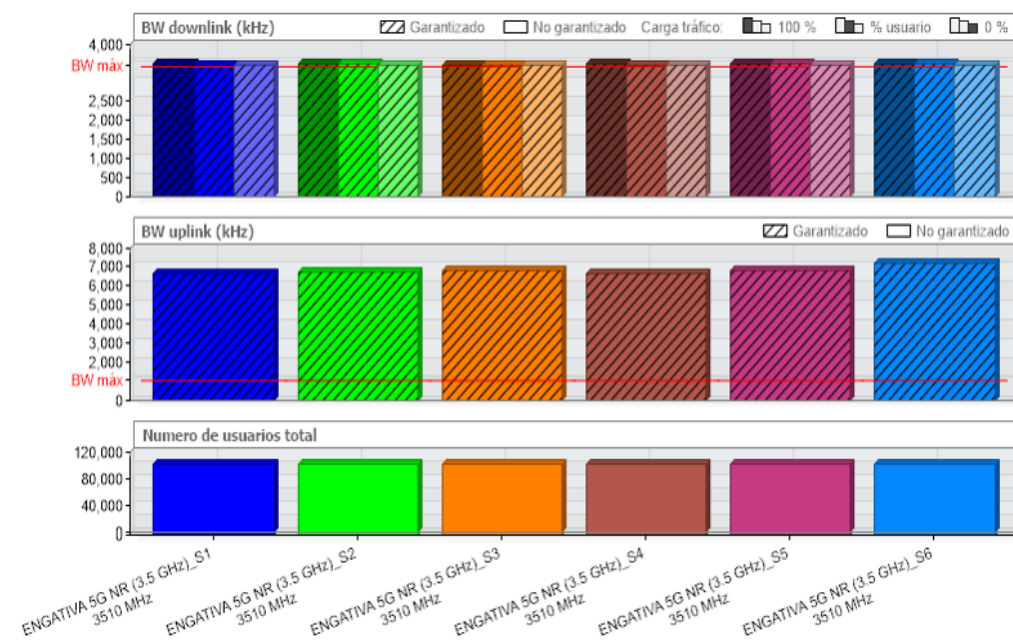 BW downlink (kHz) Garantizado No garantizado Carga tráfico: 100 % % usuario 0 %
4,000
BW máx
2,500
2,000
1,500
1,000
500
0
BW uplink (kHz) Garantizado No garantizado
8,000
7,000
6,000
5,000
4,000
3,000
2,000
BW máx
0
Numero de usuarios total
120,000
80,000
40,000
0
ENGATIVA 5G NR (3.5 GHz)_S1
3510 MHz
ENGATIVA 5G NR (3.5 GHz)_S2
3510 MHz
ENGATIVA 5G NR (3.5 GHz)_S3
3510 MHz
ENGATIVA 5G NR (3.5 GHz)_S4
3510 MHz
ENGATIVA 5G NR (3.5 GHz)_S5
3510 MHz
ENGATIVA 5G NR (3.5 GHz)_S6
3510 MHz